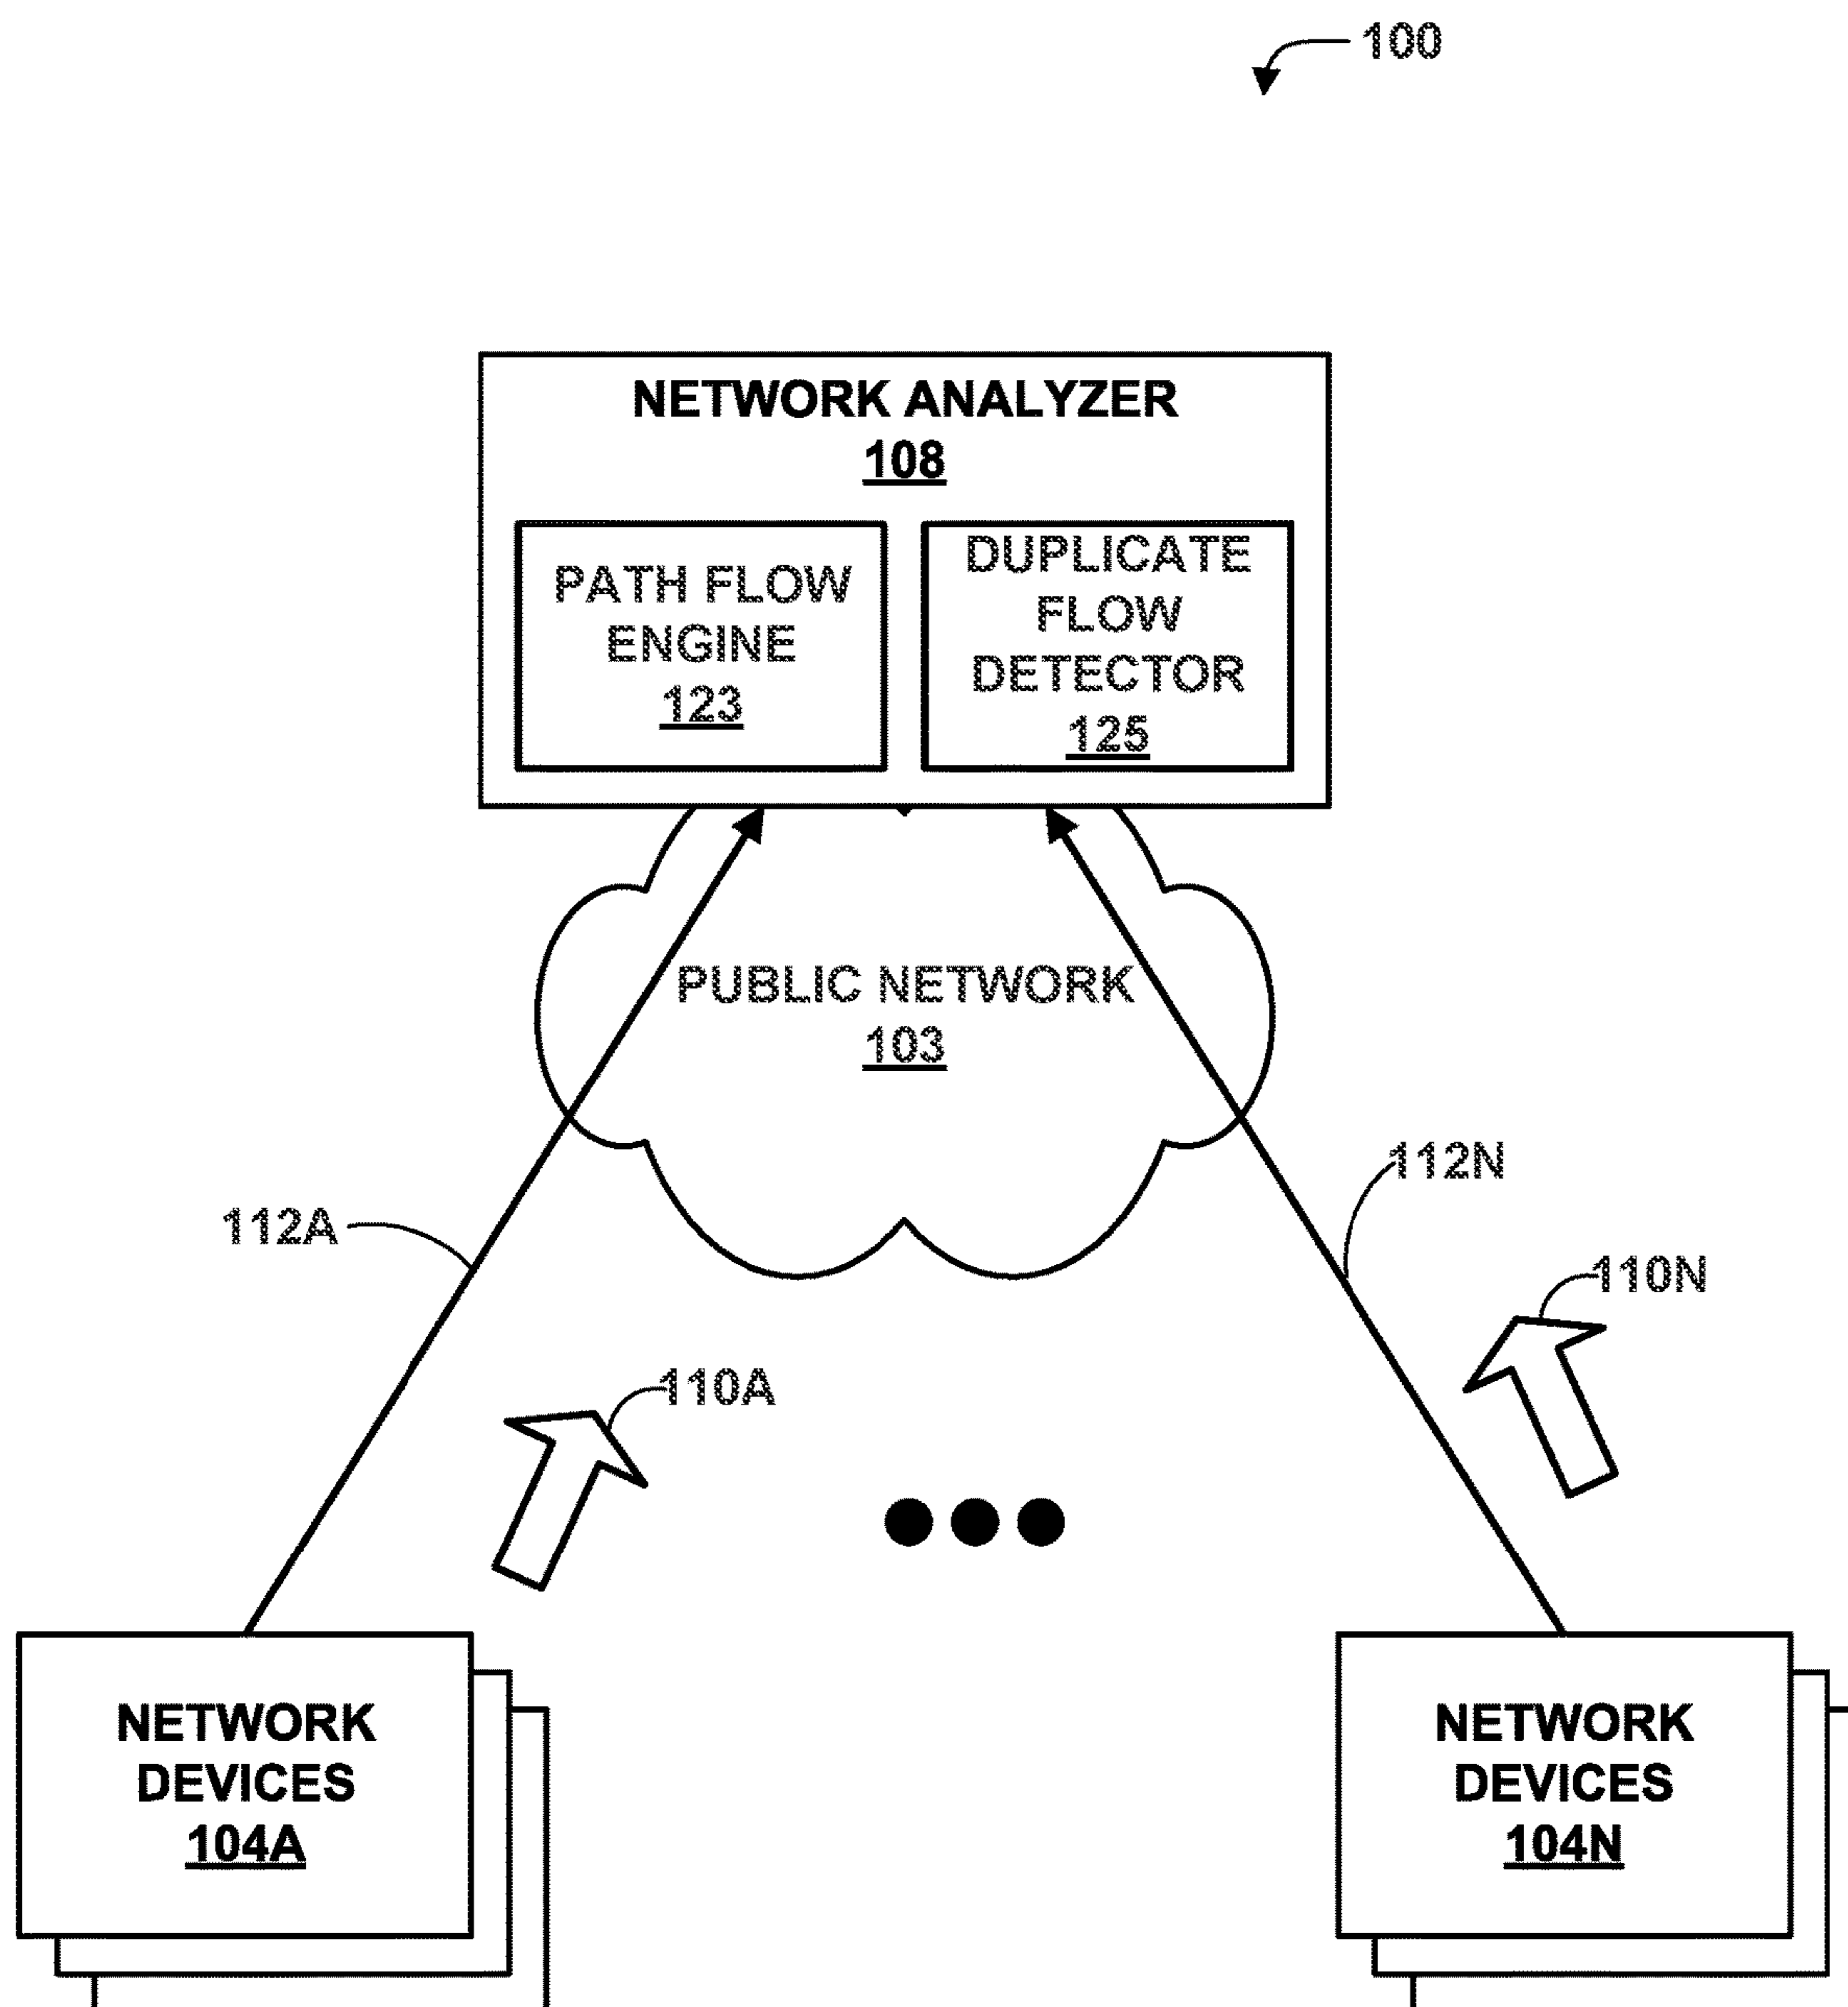 100
NETWORK ANALYZER
108
PATH FLOW
ENGINE
123
DUPLICATE
FLOW
DETECTOR
125
PUBLIC NETWORK
103
112A
112N
110A
110N
NETWORK
DEVICES
104A
NETWORK
DEVICES
104N